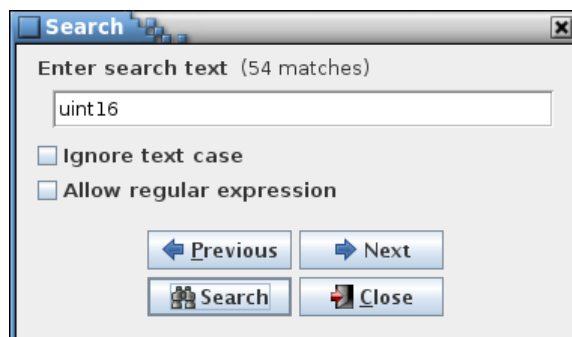 Search
Enter search text (54 matches)
uint16
Ignore text case
Allow regular expression
Previous Next
Search Close